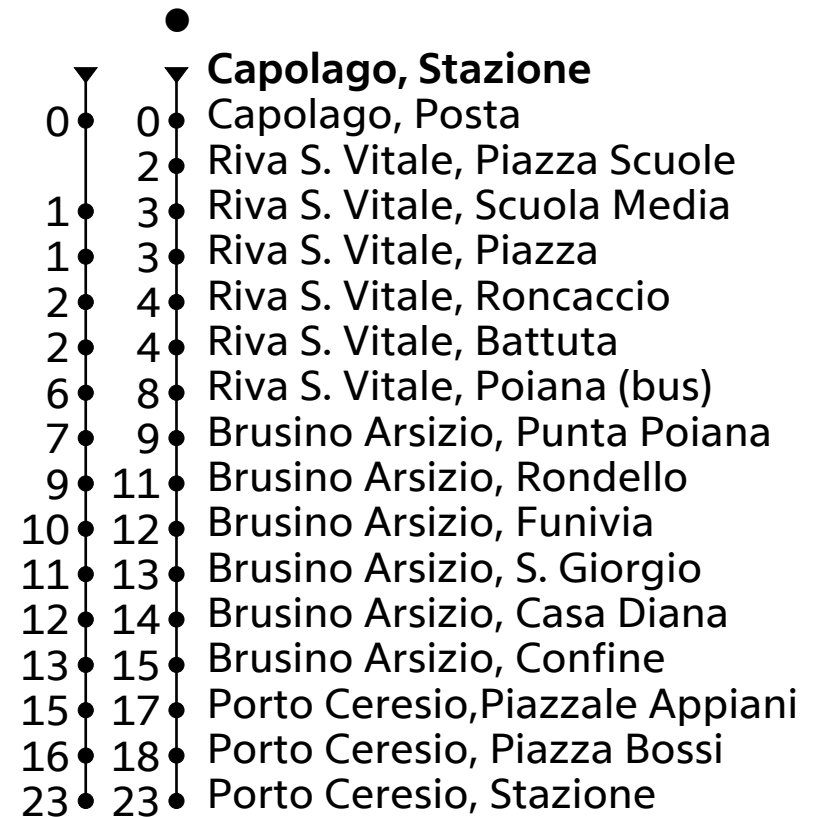 Capolago, Stazione
0 0 Capolago, Posta
2 Riva S. Vitale, Piazza Scuole
1 3 Riva S. Vitale, Scuola Media
1 3 Riva S. Vitale, Piazza
2 4 Riva S. Vitale, Roncaccio
2 4 Riva S. Vitale, Battuta
6 8 Riva S. Vitale, Poiana (bus)
7 9 Brusino Arsizio, Punta Poiana
9 11 Brusino Arsizio, Rondello
10 12 Brusino Arsizio, Funivia
11 13 Brusino Arsizio, S. Giorgio
12 14 Brusino Arsizio, Casa Diana
13 15 Brusino Arsizio, Confine
15 17 Porto Ceresio,Piazzale Appiani
16 18 Porto Ceresio, Piazza Bossi
23 23 Porto Ceresio, Stazione